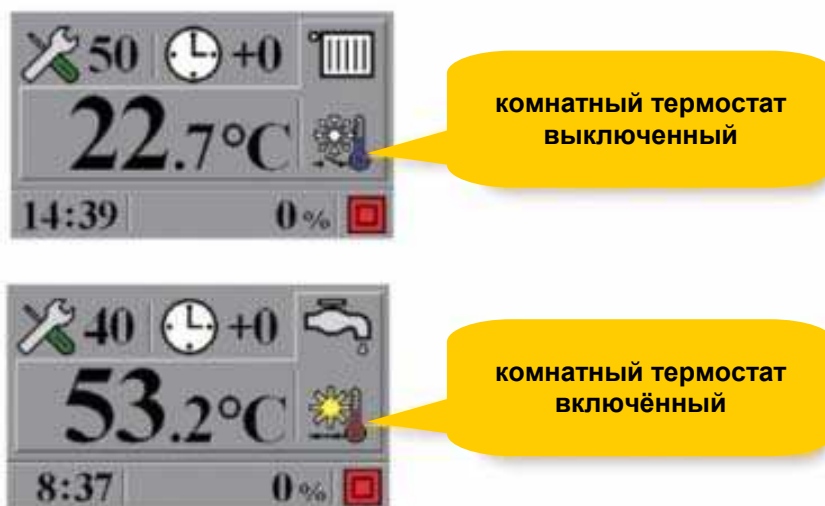 50 +0
22.7°C
14:39 0%
комнатный термостат
выключенный
40 +0
53.2°C
8:37 0%
комнатный термостат
включённый